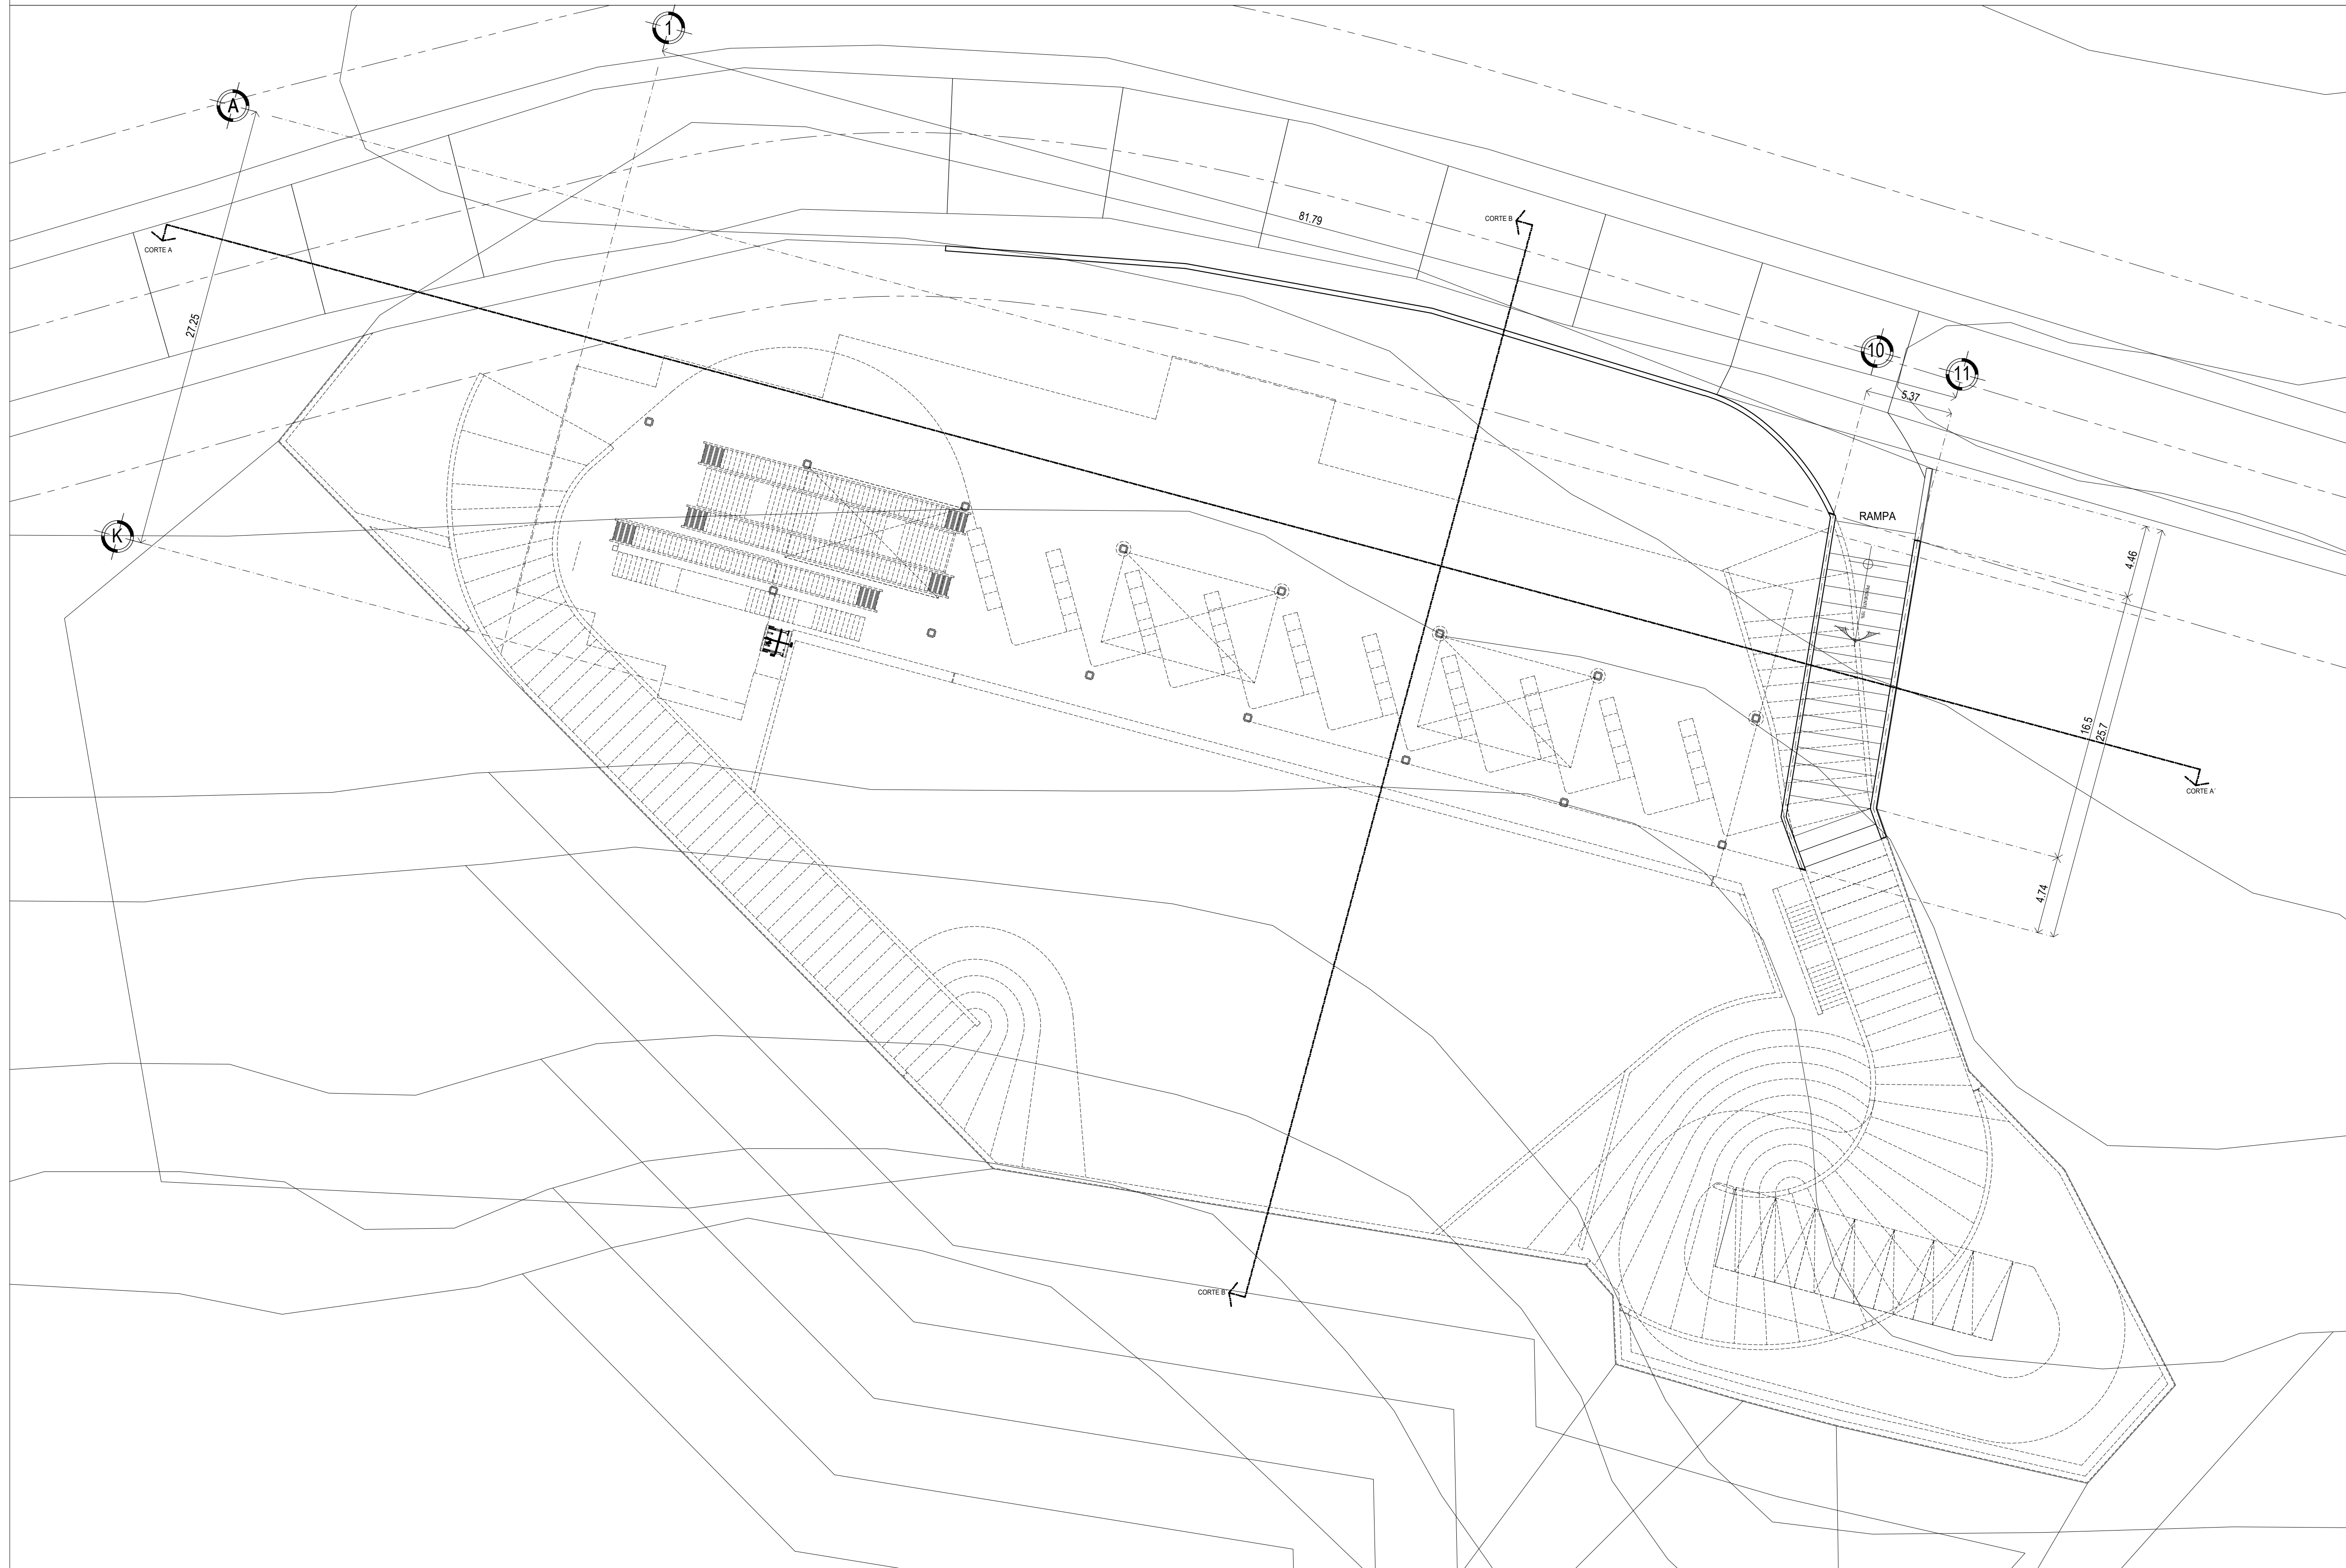 1
A
81.79
CORTE B
CORTE A
27.25
10
11
5.37
RAMPA
K
4.46
16.5
25.7
CORTE A´
4.74
CORTE B´